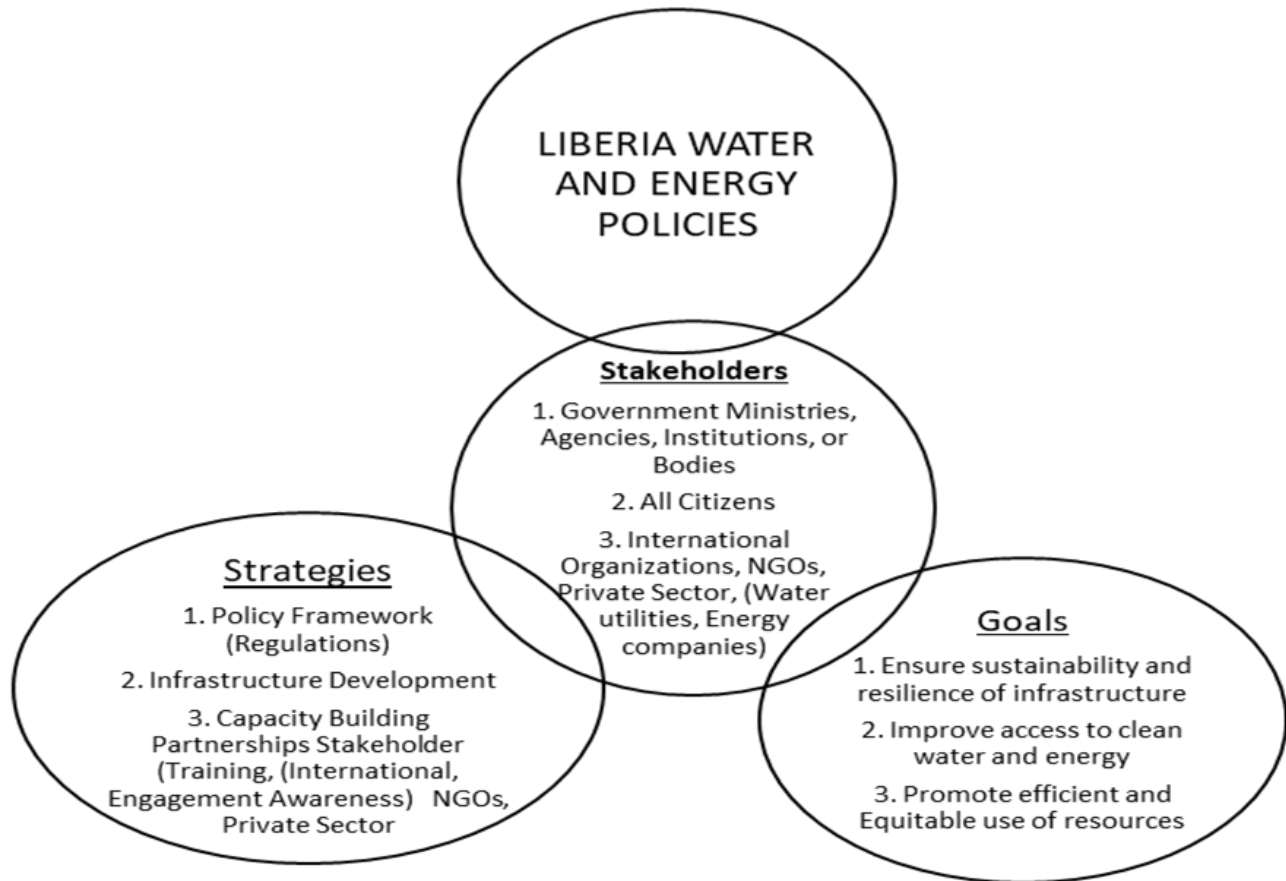 LIBERIA WATER
AND ENERGY
POLICIES
Stakeholders
1. Government Ministries,
Agencies, Institutions, or
Bodies
2. All Citizens
3. International
Organizations, NGOs,
Private Sector, (Water
utilities, Energy
companies)
Strategies
1. Policy Framework
(Regulations)
2. Infrastructure Development
3. Capacity Building
Partnerships Stakeholder
(Training, (International,
Engagement Awareness) NGOs,
Private Sector
Goals
1. Ensure sustainability and
resilience of infrastructure
2. Improve access to clean
water and energy
3. Promote efficient and
Equitable use of resources